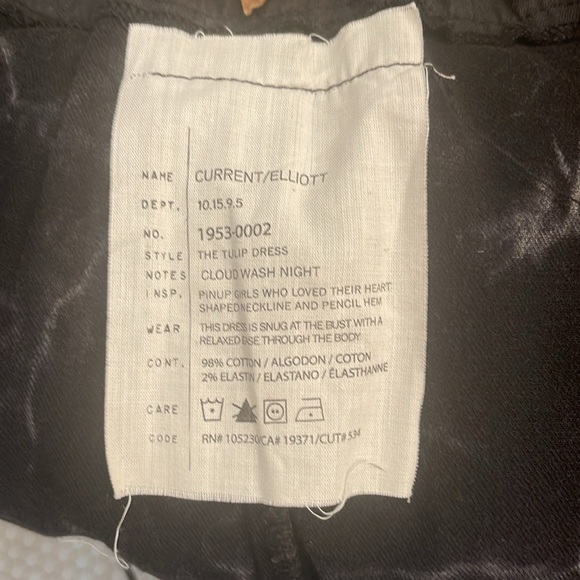 NAME CURRENT/ELLIOTT
DEPT. 10.15.9.5
NO. 1953-0002
STYLE THE TULIP DRESS
NOTES CLOUD WASH NIGHT
INSP. PINUP GIRLS WHO LOVED THEIR HEART
SHAPED NECKLINE AND PENCIL HEM
WEAR THIS DRESS IS SNUG AT THE BUST WITH A
RELAXED EASE THROUGH THE BODY
CONT. 98% COTTON / ALGODON / COTON
2% ELASTIN / ELASTANO / ÉLASTHANNE
CARE
CODE RN# 105230/CA# 19371/CUT# 534